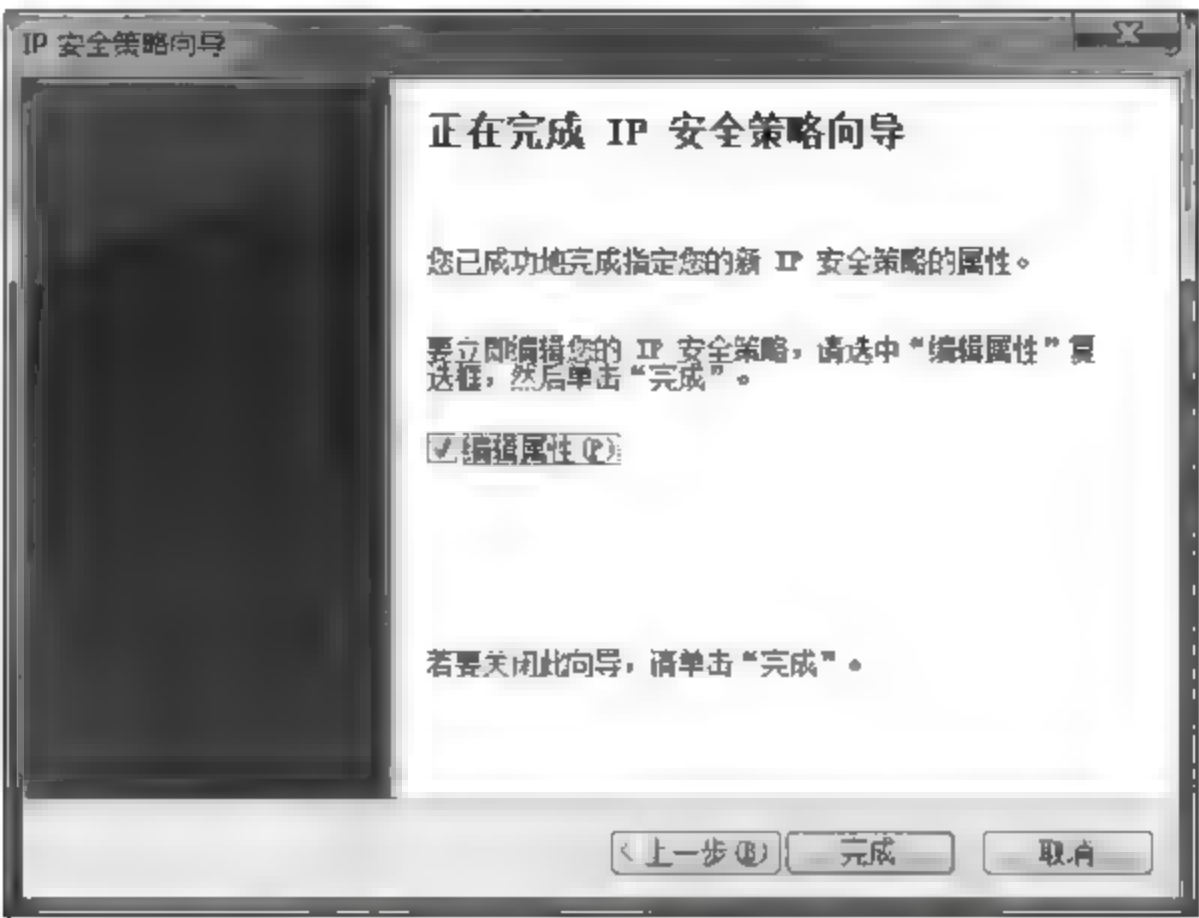 IP 安全策略向导
正在完成 IP 安全策略向导
您已成功地完成指定您的新 IP 安全策略的属性。
要立即编辑您的 IP 安全策略，请选中“编辑属性”复
选框，然后单击“完成”。
编辑属性(P)
若要关闭此向导，请单击“完成”。
< 上一步(B)
完成
取消